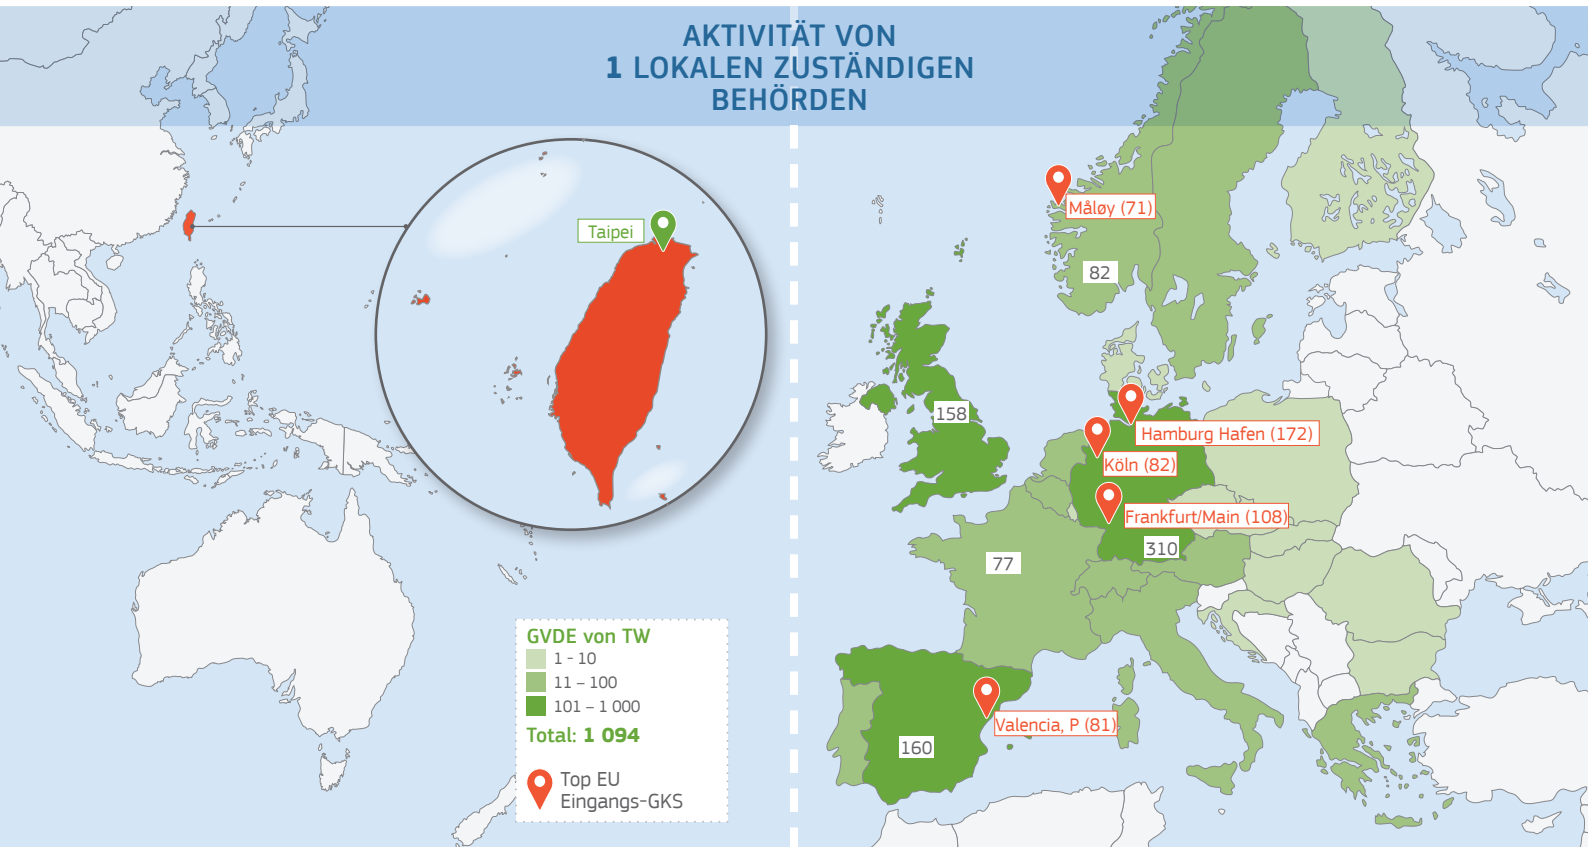 AKTIVITÄT VON
1 LOKALEN ZUSTÄNDIGEN
BEHÖRDEN
Taipei
Måløy (71)
82
158
Hamburg Hafen (172)
Köln (82)
Frankfurt/Main (108)
310
77
Valencia, P (81)
160
GVDE von TW
1 - 10
11 – 100
101 – 1 000
Total: 1 094
Top EU
Eingangs-GKS